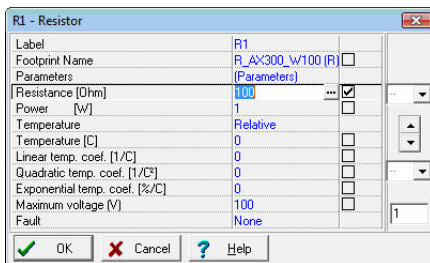 R1 - Resistor
Label R1
Footprint Name R_AX300_W100 (R)
Parameters (Parameters)
Resistance [Ohm] 100 ...
Power [W] 1
Temperature Relative
Temperature [C] 0
Linear temp. coef. [1/C] 0
Quadratic temp. coef. [1/C²] 0
Exponential temp. coef. [%/C] 0
Maximum voltage (V) 100
Fault None
--
--
1
OK Cancel ? Help